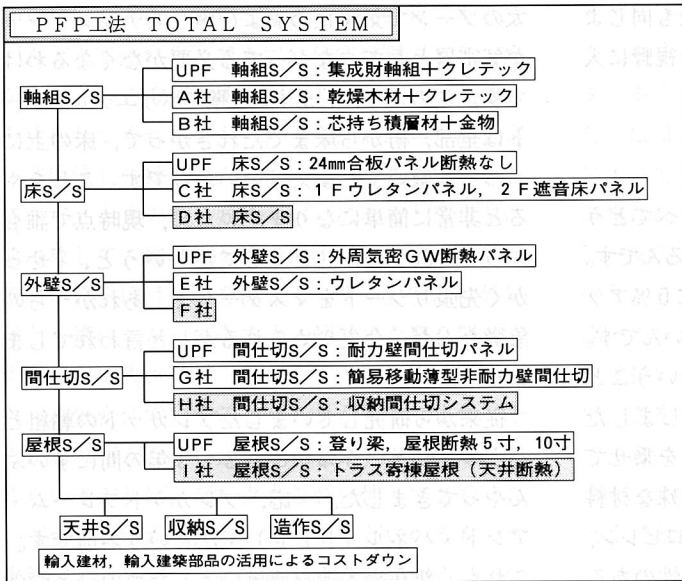 PFP工法 TOTAL SYSTEM
軸組S/S
UPF 軸組S/S:集成財軸組+クレテック
A社 軸組S/S:乾燥木材+クレテック
B社 軸組S/S:芯持ち積層材+金物
床S/S
UPF 床S/S:24mm合板パネル断熱なし
C社 床S/S:1Fウレタンパネル,2F遮音床パネル
D社 床S/S
外壁S/S
UPF 外壁S/S:外周気密GW断熱パネル
E社 外壁S/S:ウレタンパネル
F社
間仕切S/S
UPF 間仕切S/S:耐力壁間仕切パネル
G社 間仕切S/S:簡易移動薄型非耐力壁間仕切
H社 間仕切S/S:収納間仕切システム
屋根S/S
UPF 屋根S/S:登り梁,屋根断熱5寸,10寸
I社 屋根S/S:トラス寄棟屋根(天井断熱)
天井S/S 収納S/S 造作S/S
輸入建材,輸入建築部品の活用によるコストダウン